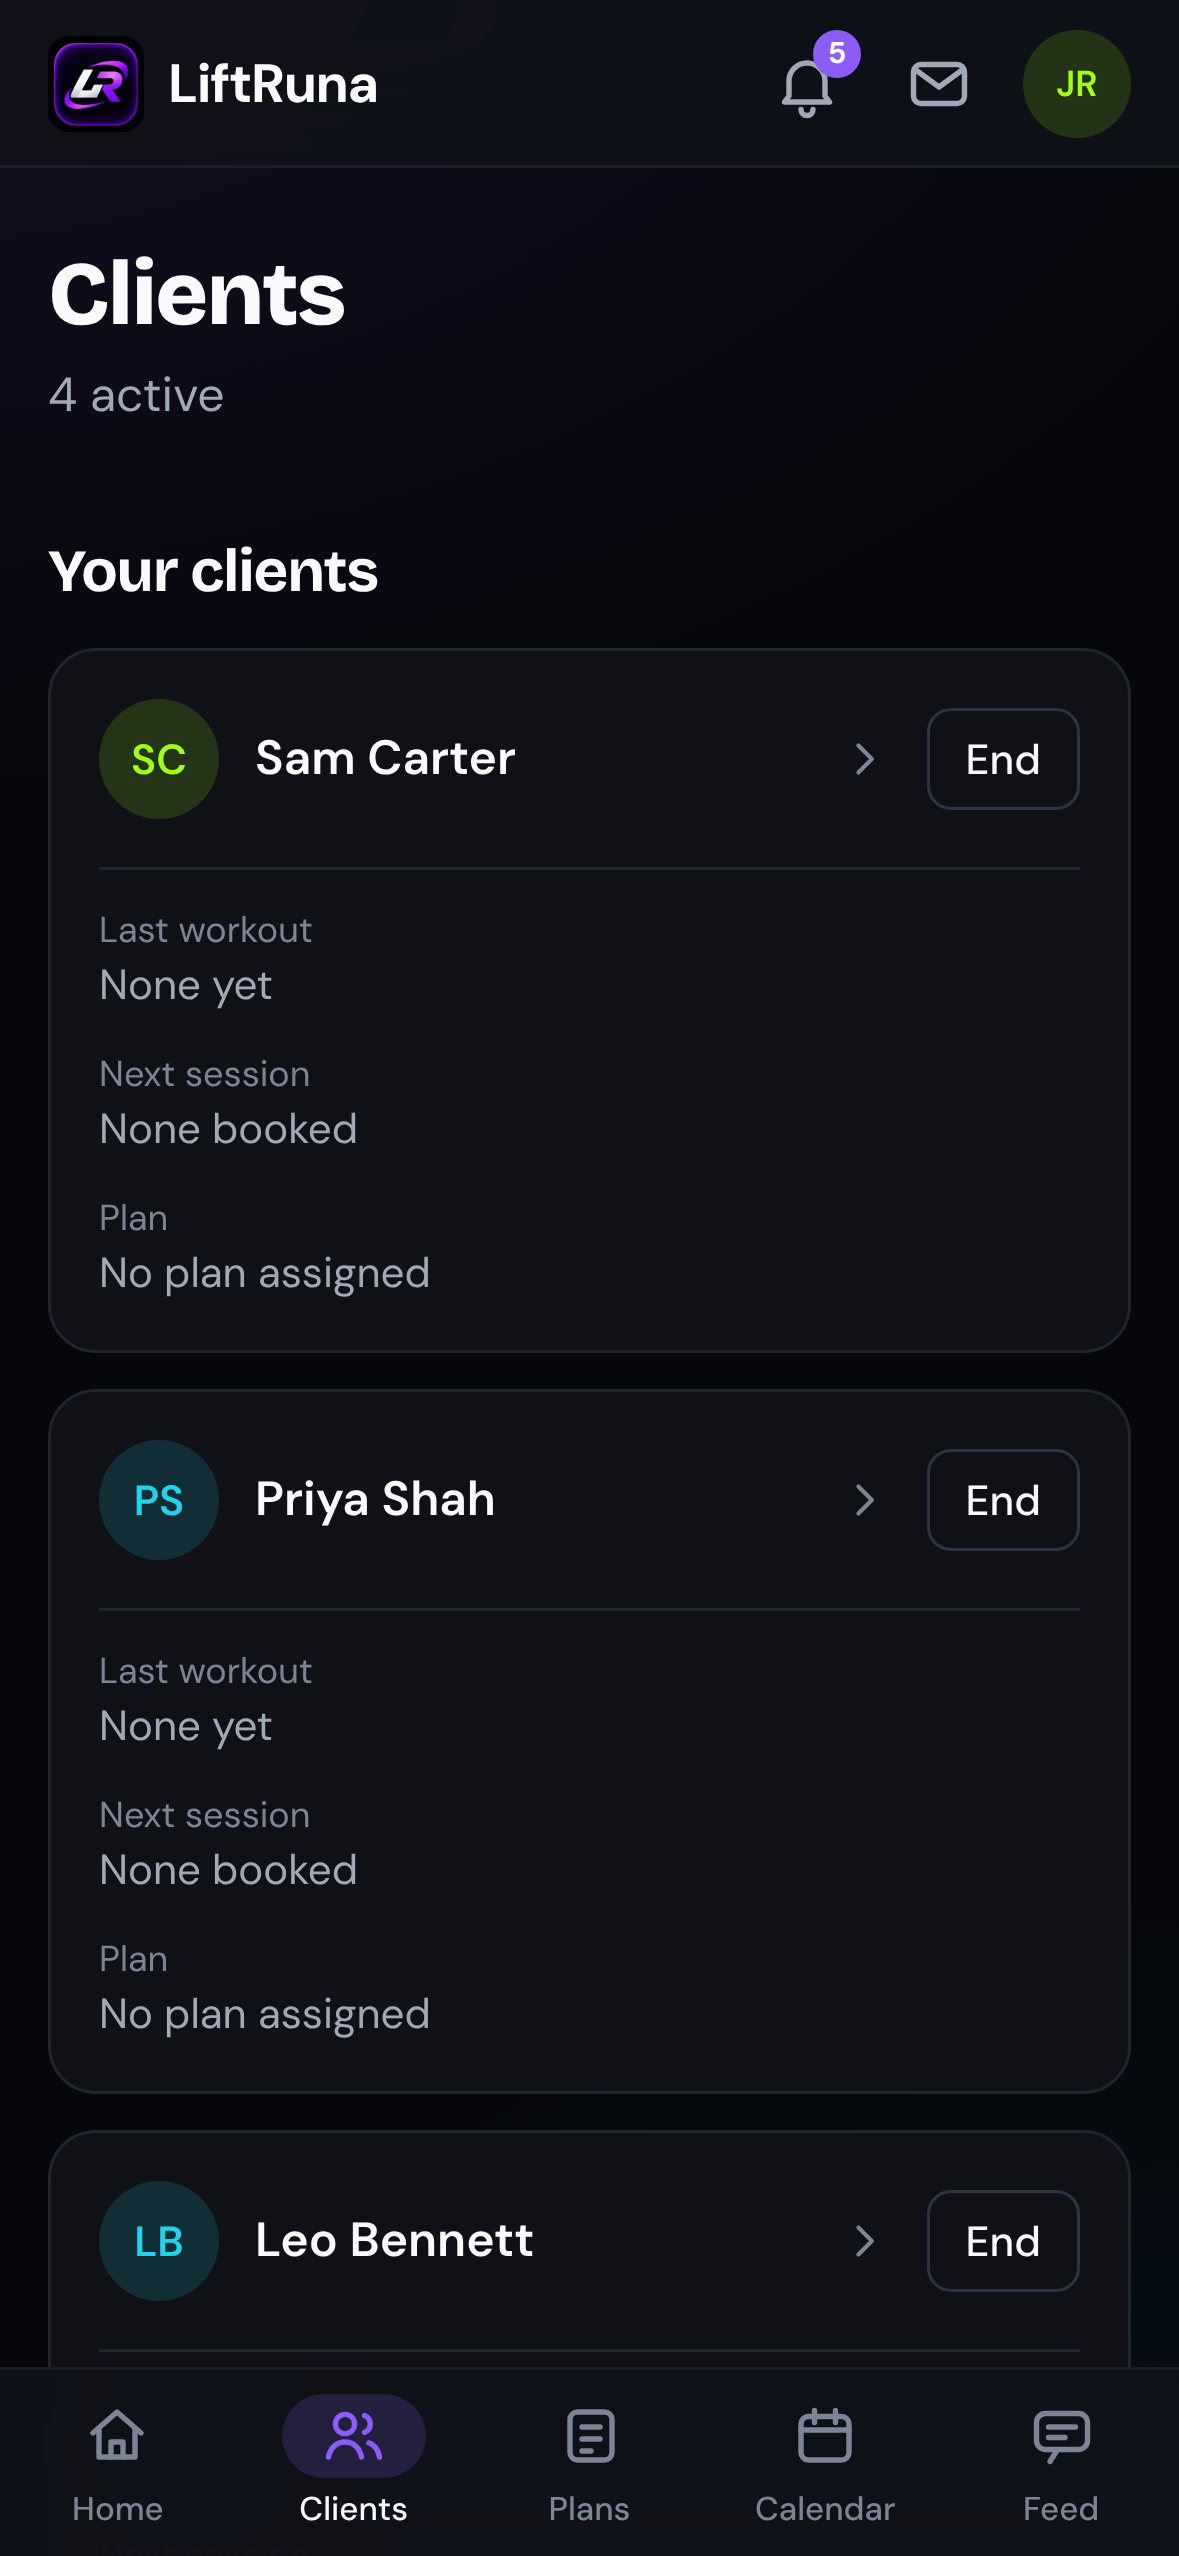 LR
LiftRuna
5
JR
Clients
4 active
Your clients
SC
Sam Carter
End
Last workout
None yet
Next session
None booked
Plan
No plan assigned
PS
Priya Shah
End
Last workout
None yet
Next session
None booked
Plan
No plan assigned
LB
Leo Bennett
End
Home
Clients
Plans
Calendar
Feed